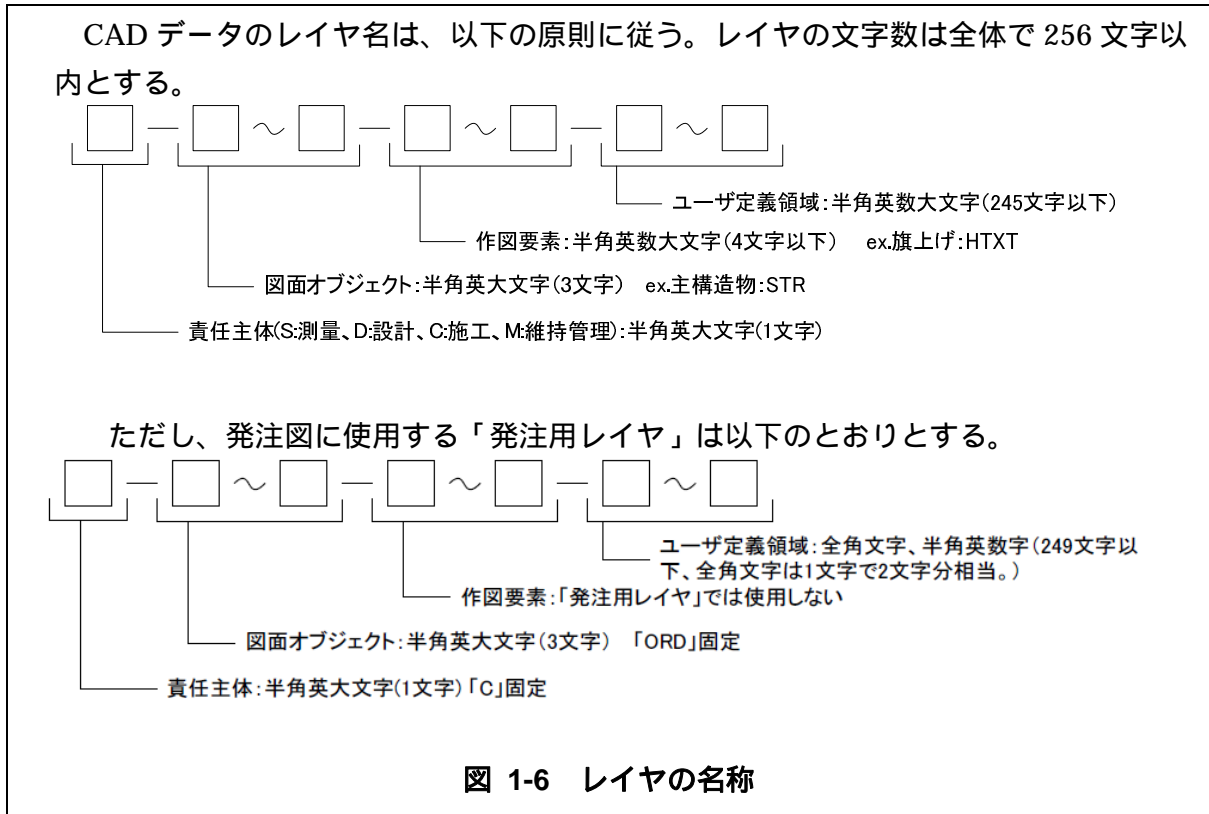 CAD データのレイヤ名は、以下の原則に従う。レイヤの文字数は全体で 256 文字以
内とする。
□－□～□－□～□－□～□
ユーザ定義領域：半角英数大文字(245文字以下)
作図要素：半角英数大文字(4文字以下)　ex.旗上げ：HTXT
図面オブジェクト：半角英大文字(3文字)　ex.主構造物：STR
責任主体(S:測量、D:設計、C:施工、M:維持管理)：半角英大文字(1文字)
ただし、発注図に使用する「発注用レイヤ」は以下のとおりとする。
□－□～□－□～□－□～□
ユーザ定義領域：全角文字、半角英数字(249文字以
下、全角文字は1文字で2文字分相当。)
作図要素：「発注用レイヤ」では使用しない
図面オブジェクト：半角英大文字(3文字)　「ORD」固定
責任主体：半角英大文字(1文字)「C」固定
図 1-6　レイヤの名称